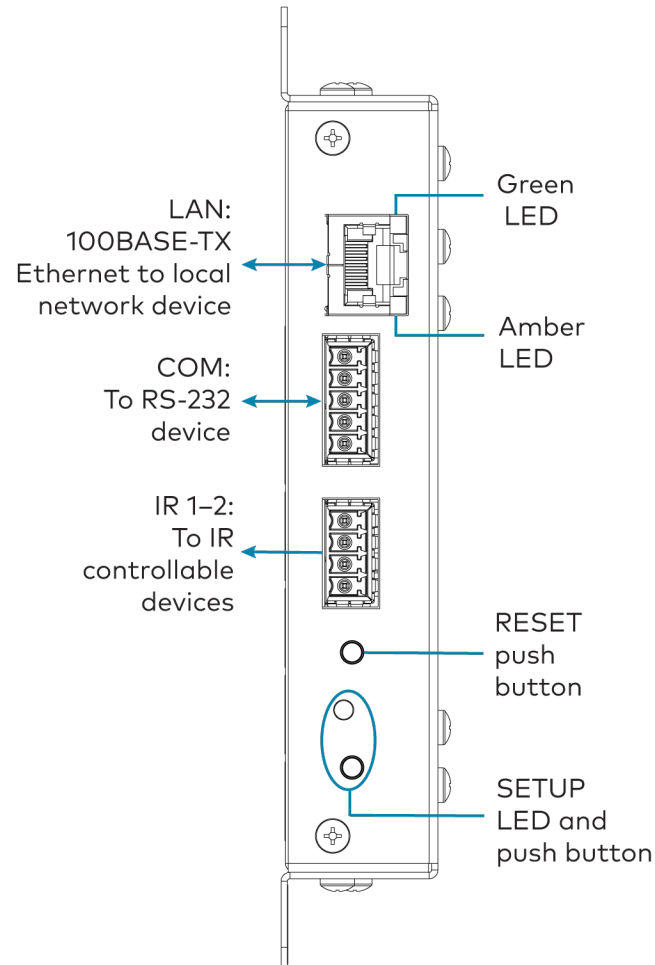 LAN:
100BASE-TX
Ethernet to local
network device
Green
LED
Amber
LED
COM:
To RS-232
device
IR 1–2:
To IR
controllable
devices
RESET
push
button
SETUP
LED and
push button